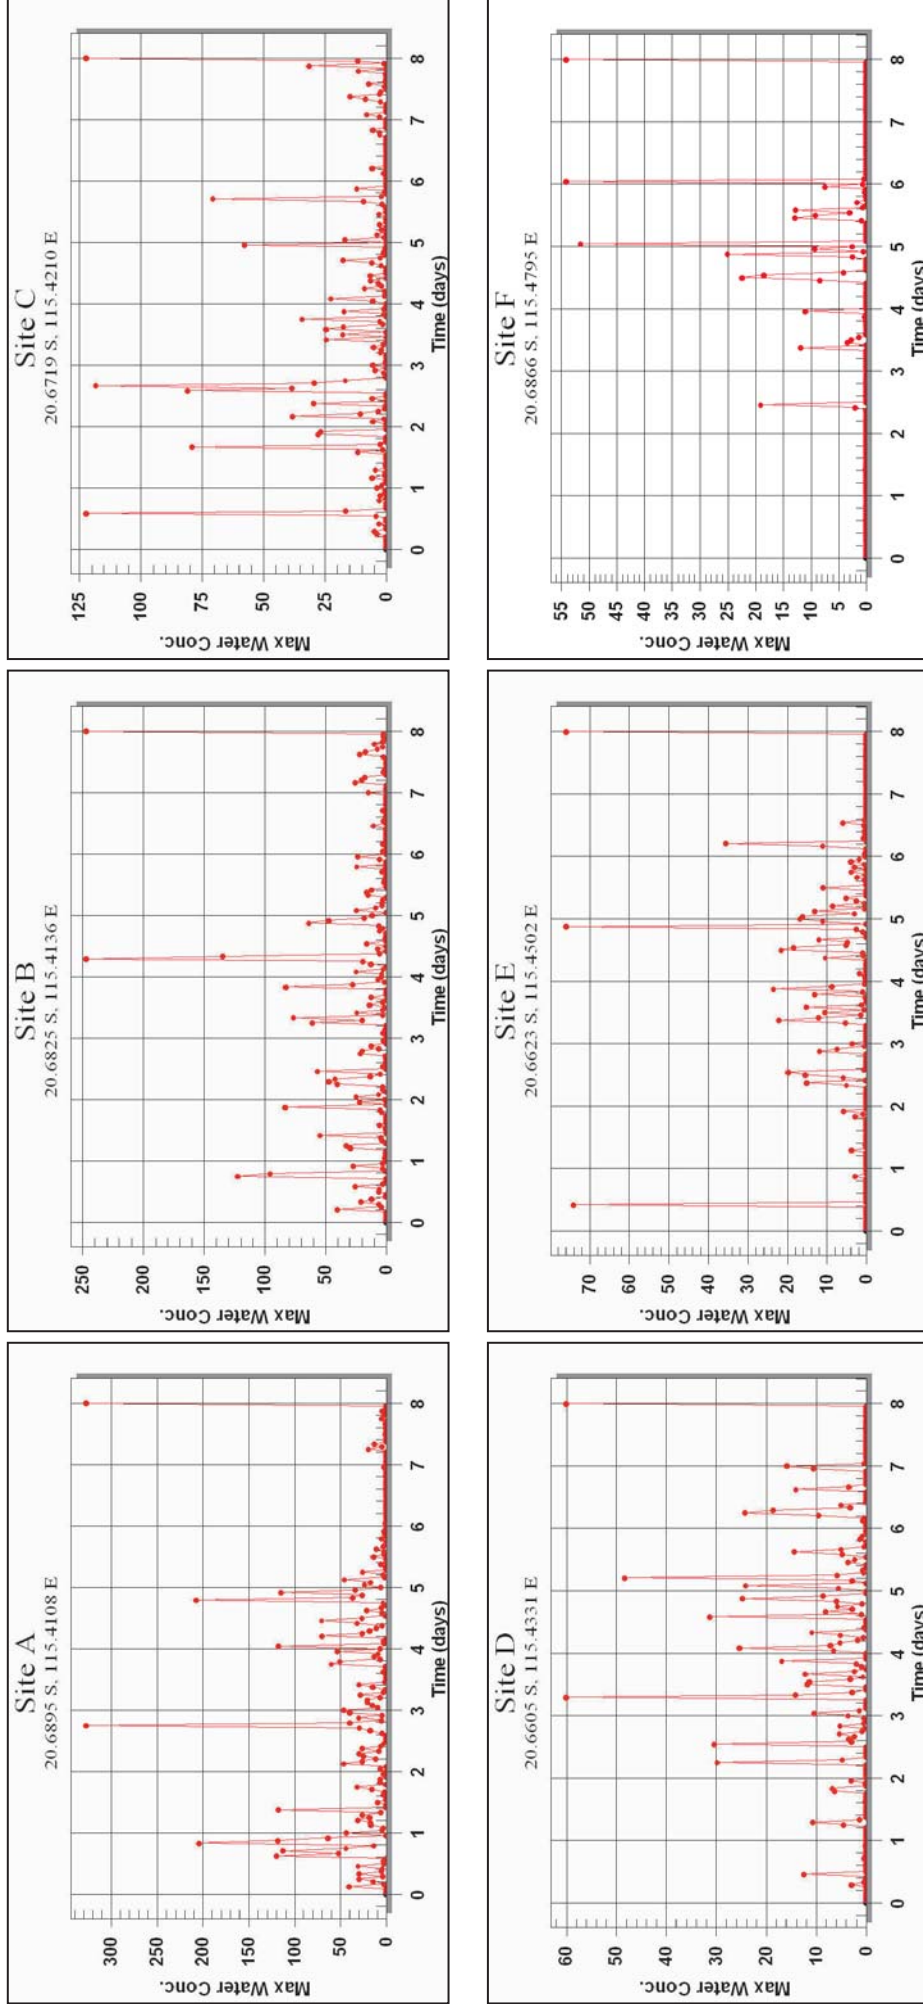 Site A
20.6895 S, 115.4108 E
Max Water Conc.
300
200
100
50
0
0 1 2 3 4 5 6 7 8
Time (days)
Site B
20.6825 S, 115.4136 E
Max Water Conc.
250
200
150
100
50
0
0 1 2 3 4 5 6 7 8
Time (days)
Site C
20.6719 S, 115.4210 E
Max Water Conc.
125
100
75
50
25
0
0 1 2 3 4 5 6 7 8
Time (days)
Site D
20.6605 S, 115.4331 E
Max Water Conc.
60
50
40
30
20
10
0
0 1 2 3 4 5 6 7 8
Time (days)
Site E
20.6623 S, 115.4502 E
Max Water Conc.
70
60
50
40
30
20
10
0
0 1 2 3 4 5 6 7 8
Time (days)
Site F
20.6866 S, 115.4795 E
Max Water Conc.
55
50
45
40
35
30
25
20
15
10
5
0
0 1 2 3 4 5 6 7 8
Time (days)